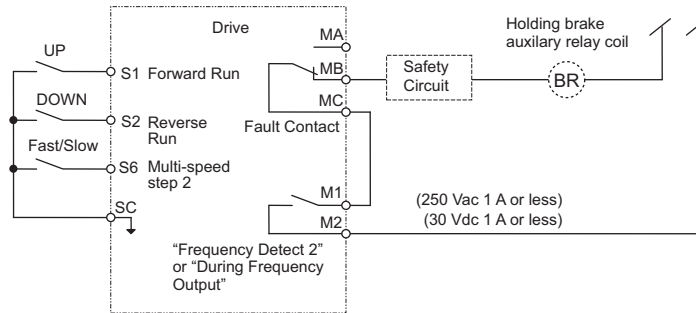 Drive
UP
S1 Forward Run
DOWN
S2 Reverse
Run
Fast/Slow
S6 Multi-speed
step 2
SC
MA
MB
MC
Fault Contact
M1
M2
“Frequency Detect 2”
or “During Frequency
Output”
Safety
Circuit
Holding brake
auxilary relay coil
BR
(250 Vac 1 A or less)
(30 Vdc 1 A or less)